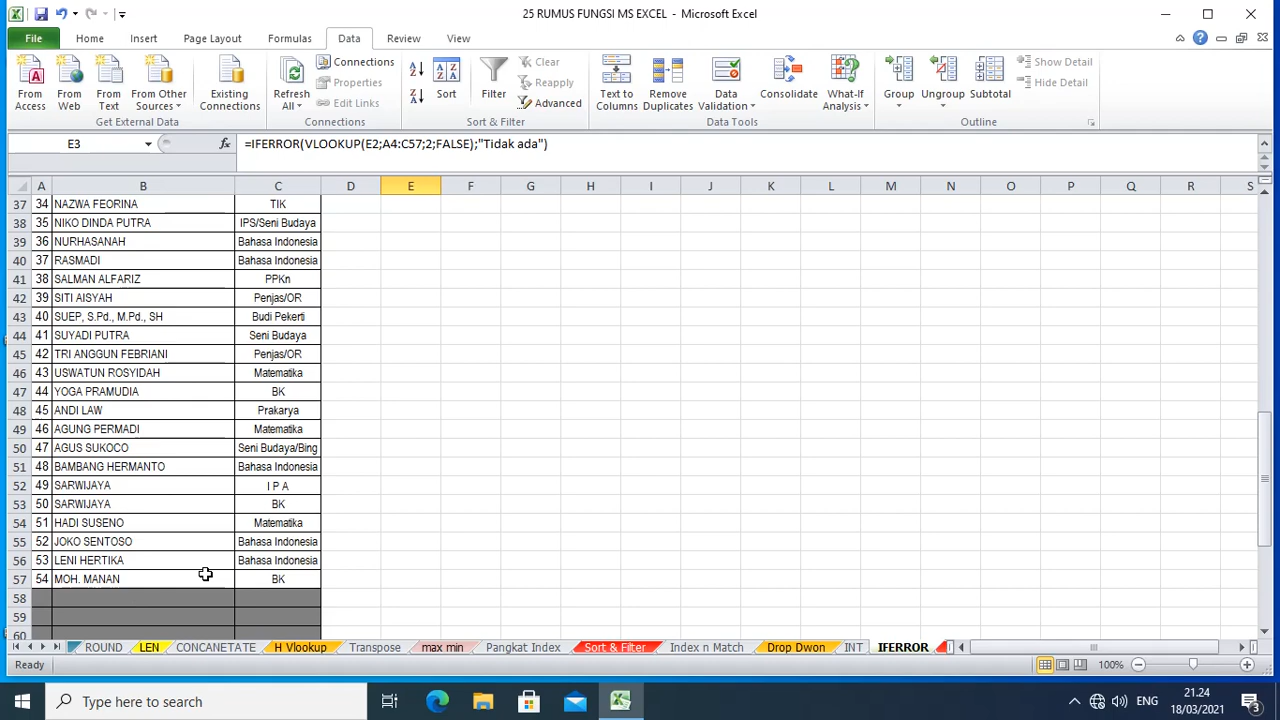 25 RUMUS FUNGSI MS EXCEL - Microsoft Excel
File Home Insert Page Layout Formulas Data Review View
From Access From Web From Text From Other Sources Existing Connections Refresh All Connections Properties Edit Links Sort Filter Clear Reapply Advanced Text to Columns Remove Duplicates Data Validation Consolidate What-If Analysis Group Ungroup Subtotal Show Detail Hide Detail
Get External Data Connections Sort & Filter Data Tools Outline
E3 fx =IFERROR(VLOOKUP(E2;A4:C57;2;FALSE);"Tidak ada")
A B C D E F G H I J K L M N O P Q R S
37 34 NAZWA FEORINA TIK
38 35 NIKO DINDA PUTRA IPS/Seni Budaya
39 36 NURHASANAH Bahasa Indonesia
40 37 RASMADI Bahasa Indonesia
41 38 SALMAN ALFARIZ PPKn
42 39 SITI AISYAH Penjas/OR
43 40 SUEP, S.Pd., M.Pd., SH Budi Pekerti
44 41 SUYADI PUTRA Seni Budaya
45 42 TRI ANGGUN FEBRIANI Penjas/OR
46 43 USWATUN ROSYIDAH Matematika
47 44 YOGA PRAMUDIA BK
48 45 ANDI LAW Prakarya
49 46 AGUNG PERMADI Matematika
50 47 AGUS SUKOCO Seni Budaya/Bing
51 48 BAMBANG HERMANTO Bahasa Indonesia
52 49 SARWIJAYA I P A
53 50 SARWIJAYA BK
54 51 HADI SUSENO Matematika
55 52 JOKO SENTOSO Bahasa Indonesia
56 53 LENI HERTIKA Bahasa Indonesia
57 54 MOH. MANAN BK
58
59
60
ROUND LEN CONCANETATE H Vlookup Transpose max min Pangkat Index Sort & Filter Index n Match Drop Dwon INT IFERROR
Ready 100%
Type here to search ENG 21.24
18/03/2021 3